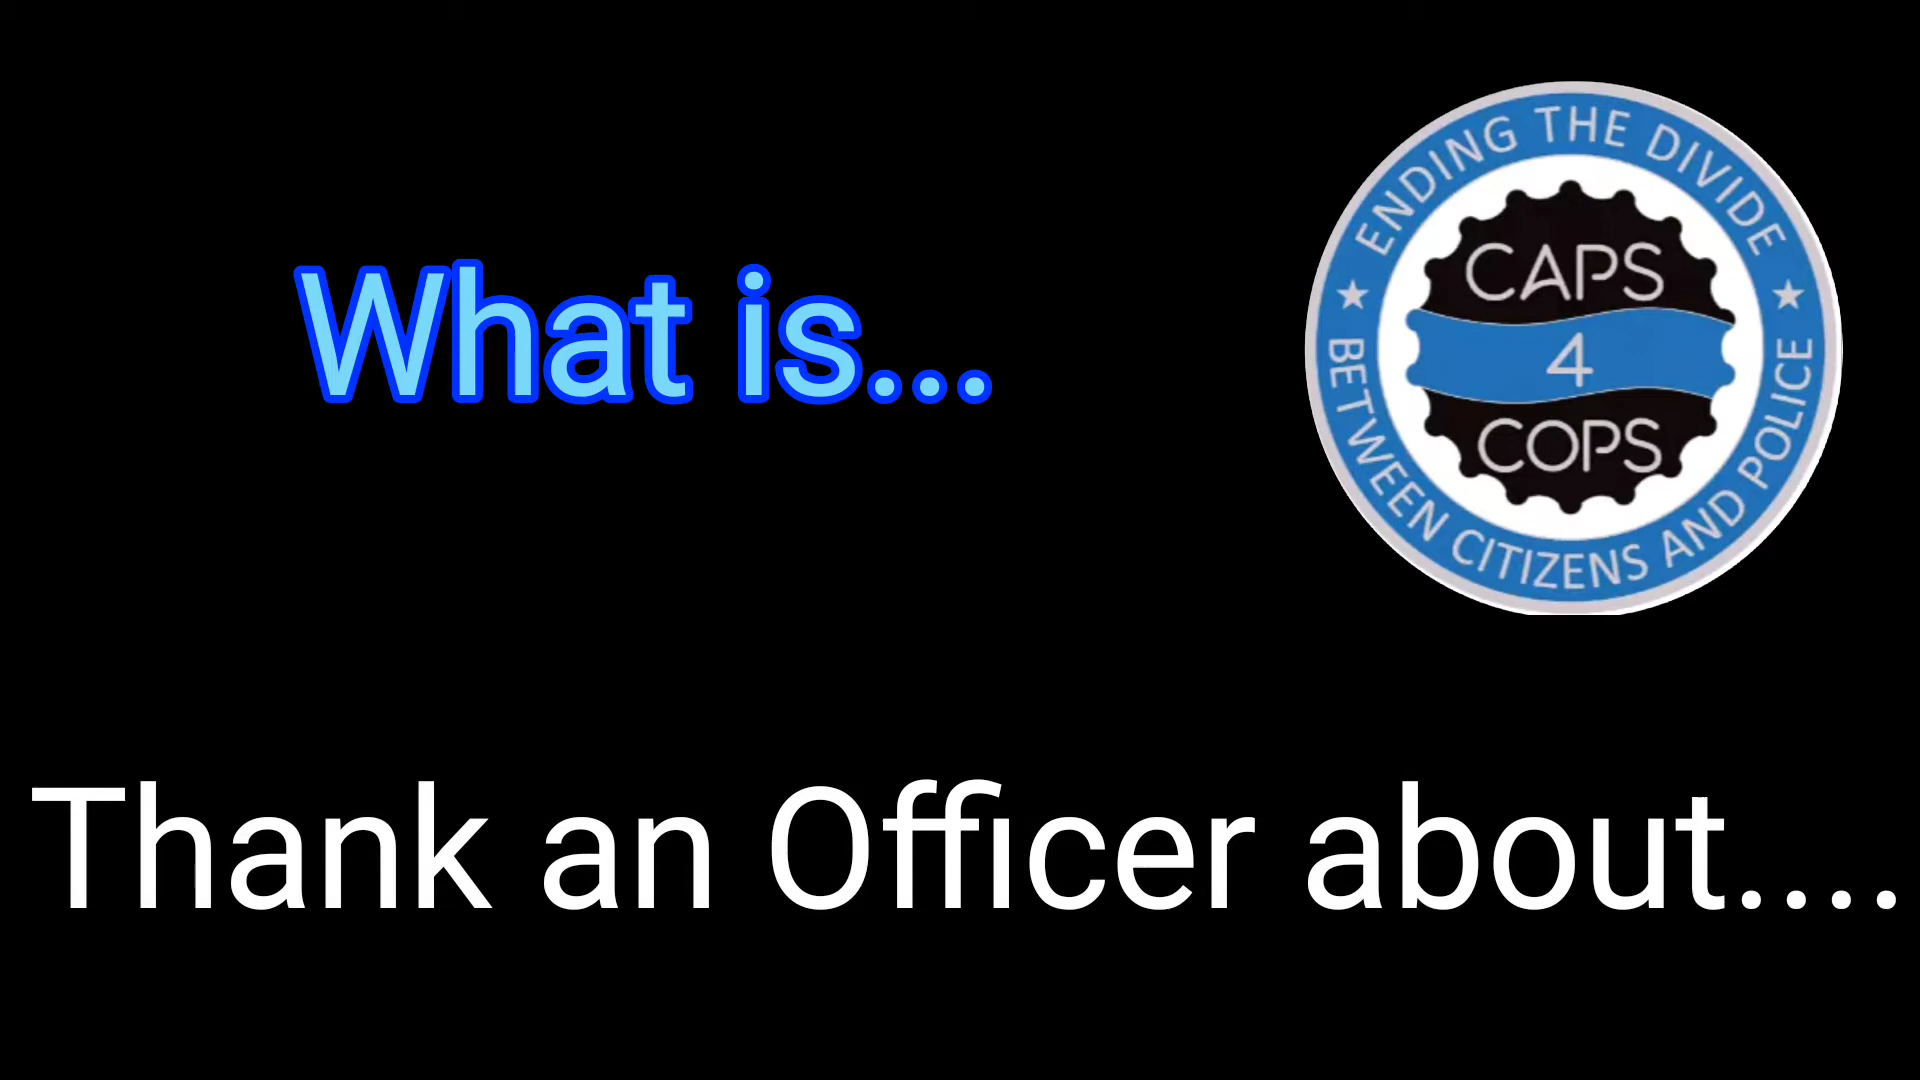 What is...
ENDING THE DIVIDE
CAPS
4
COPS
BETWEEN CITIZENS AND POLICE
Thank an Officer about....